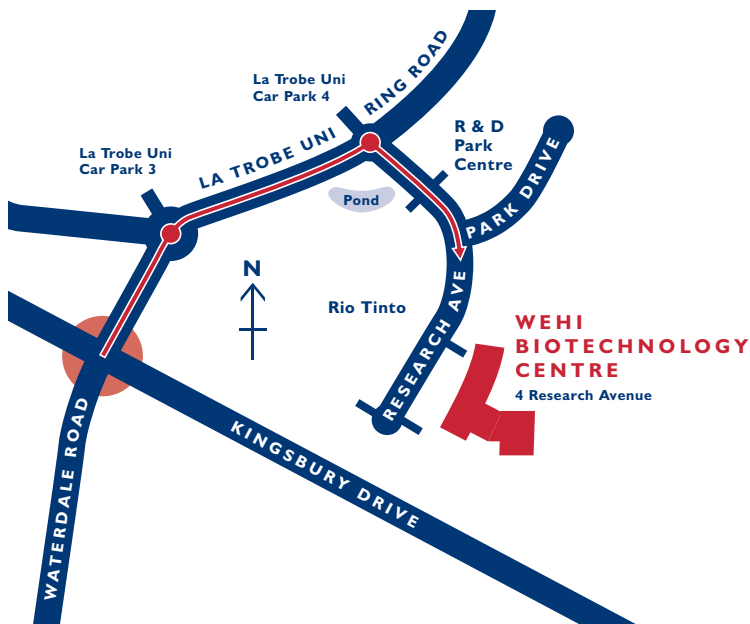 La Trobe Uni
Car Park 4
RING ROAD
LA TROBE UNI
R & D
Park
Centre
La Trobe Uni
Car Park 3
Pond
PARK DRIVE
N
Rio Tinto
RESEARCH AVE
WEHI
BIOTECHNOLOGY
CENTRE
4 Research Avenue
KINGSBURY DRIVE
WATERDALE ROAD